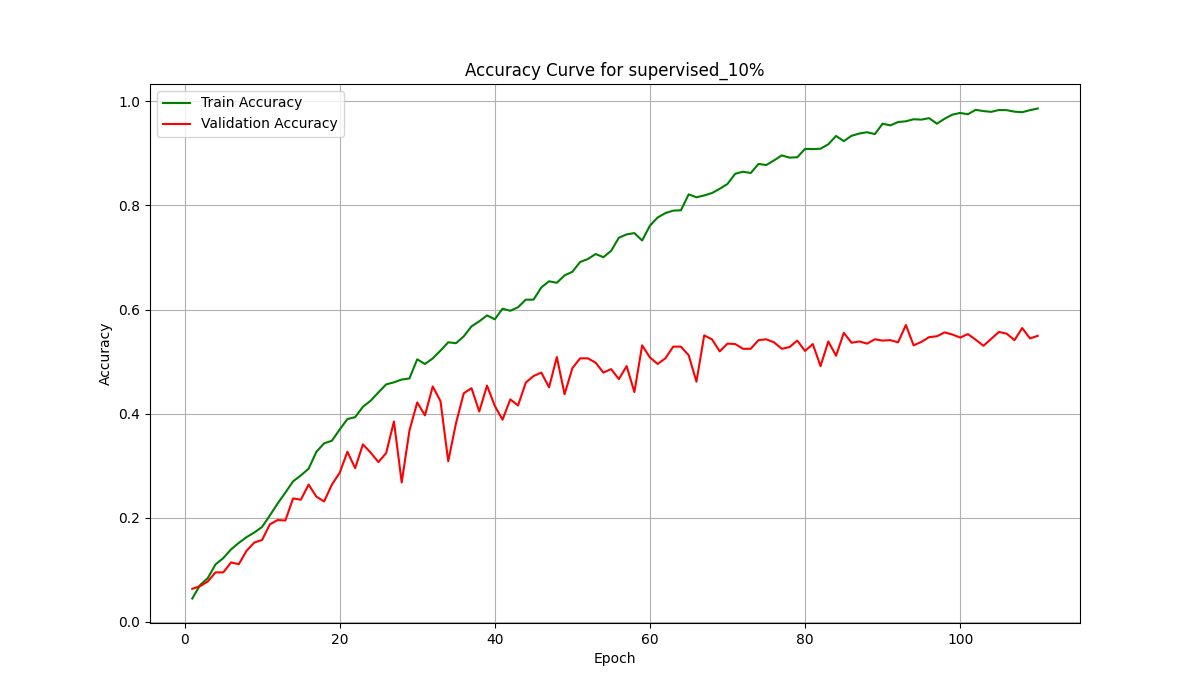 Accuracy Curve for supervised_10%
Train Accuracy
Validation Accuracy
1.0
0.8
0.6
0.4
0.2
0.0
Accuracy
0 20 40 60 80 100
Epoch